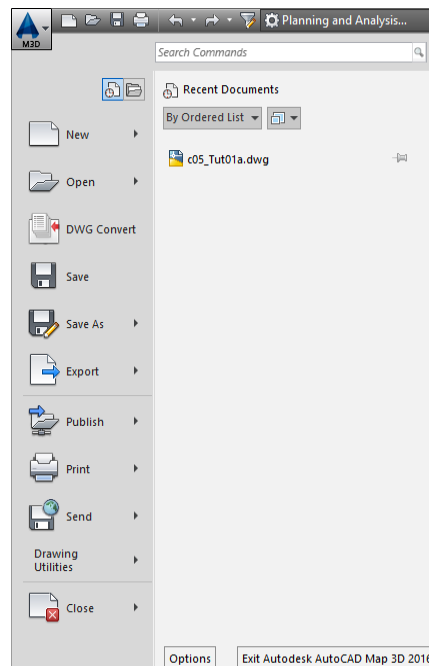 Planning and Analysis...
M3D
Search Commands
Recent Documents
By Ordered List
c05_Tut01a.dwg
New
Open
DWG Convert
Save
Save As
Export
Publish
Print
Send
Drawing
Utilities
Close
Options
Exit Autodesk AutoCAD Map 3D 2016